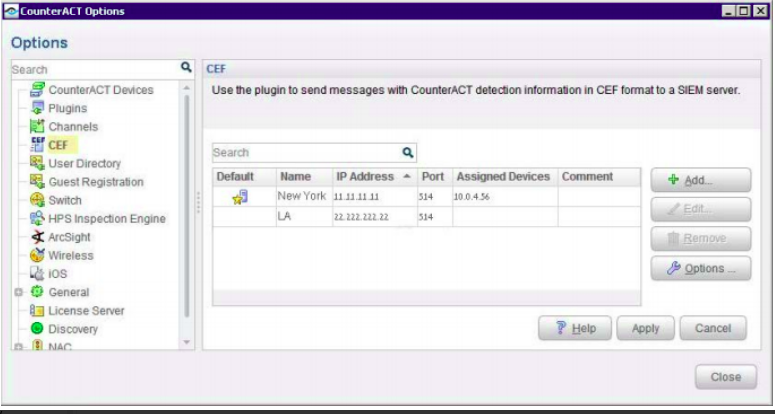 CounterACT Options
Options
Search
CounterACT Devices
Plugins
Channels
CEF
User Directory
Guest Registration
Switch
HPS Inspection Engine
ArcSight
Wireless
iOS
General
License Server
Discovery
NAC
CEF
Use the plugin to send messages with CounterACT detection information in CEF format to a SIEM server.
Search
Default Name IP Address Port Assigned Devices Comment
New York 11.11.11.11 514 10.0.4.56
LA 22.222.222.22 514
Add...
Edit...
Remove
Options ...
Help Apply Cancel
Close